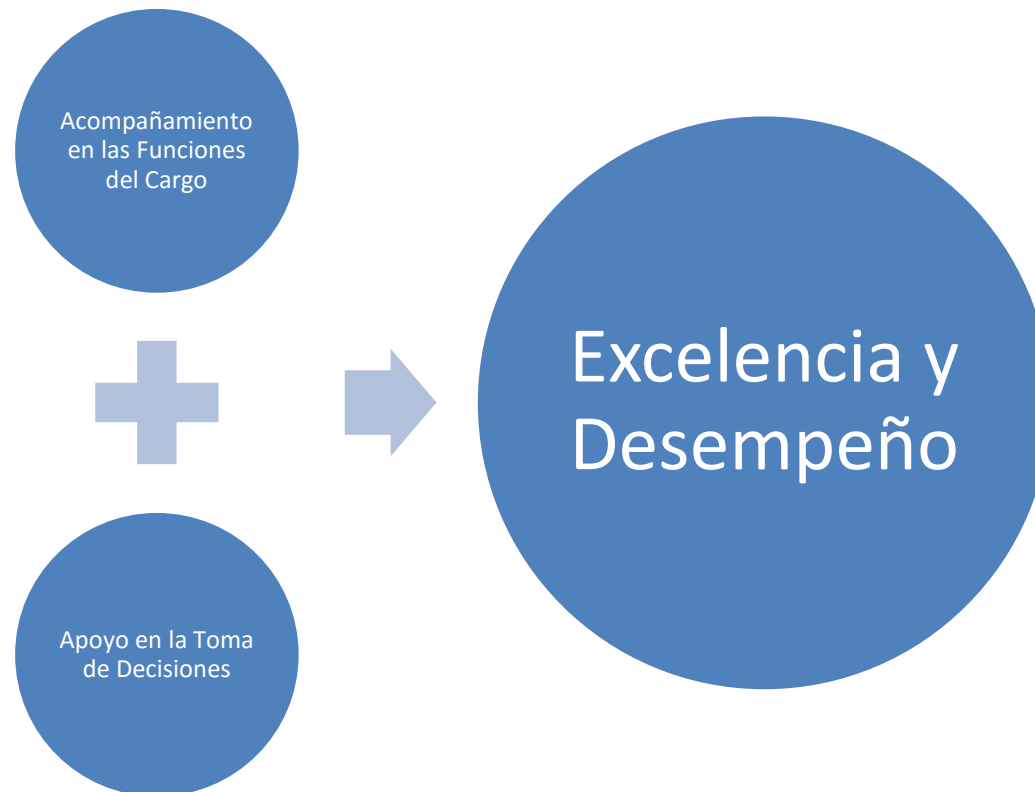 Acompañamiento
en las Funciones
del Cargo
Apoyo en la Toma
de Decisiones
Excelencia y
Desempeño